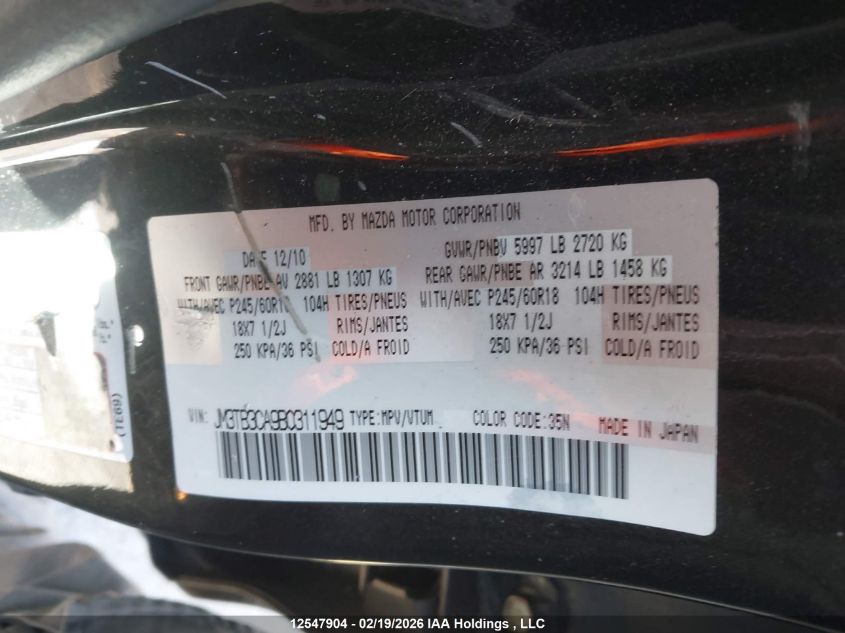 MFD. BY MAZDA MOTOR CORPORATION
DATE 12/10 GVWR/PNBV 5997 LB 2720 KG
FRONT GAWR/PNBE AV 2881 LB 1307 KG REAR GAWR/PNBE AR 3214 LB 1458 KG
WITH/AVEC P245/60R18 104H TIRES/PNEUS WITH/AVEC P245/60R18 104H TIRES/PNEUS
18X7 1/2J RIMS/JANTES 18X7 1/2J RIMS/JANTES
250 KPA/36 PSI COLD/A FROID 250 KPA/36 PSI COLD/A FROID
VIN: JM3TB3CA9B0311949 TYPE:MPV/VTUM COLOR CODE:35N MADE IN JAPAN
(TE69)
12547904 - 02/19/2026 IAA Holdings , LLC